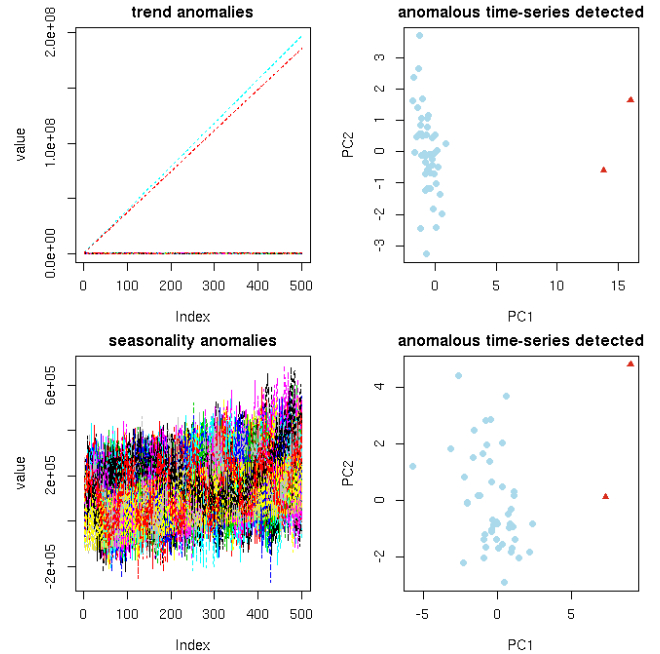 trend anomalies
value
0.0e+00 1.0e+08 2.0e+08
0 100 200 300 400 500
Index
anomalous time-series detected
PC2
-3 -2 -1 0 1 2 3
0 5 10 15
PC1
seasonality anomalies
value
-2e+05 2e+05 6e+05
0 100 200 300 400 500
Index
anomalous time-series detected
PC2
-2 0 2 4
-5 0 5
PC1